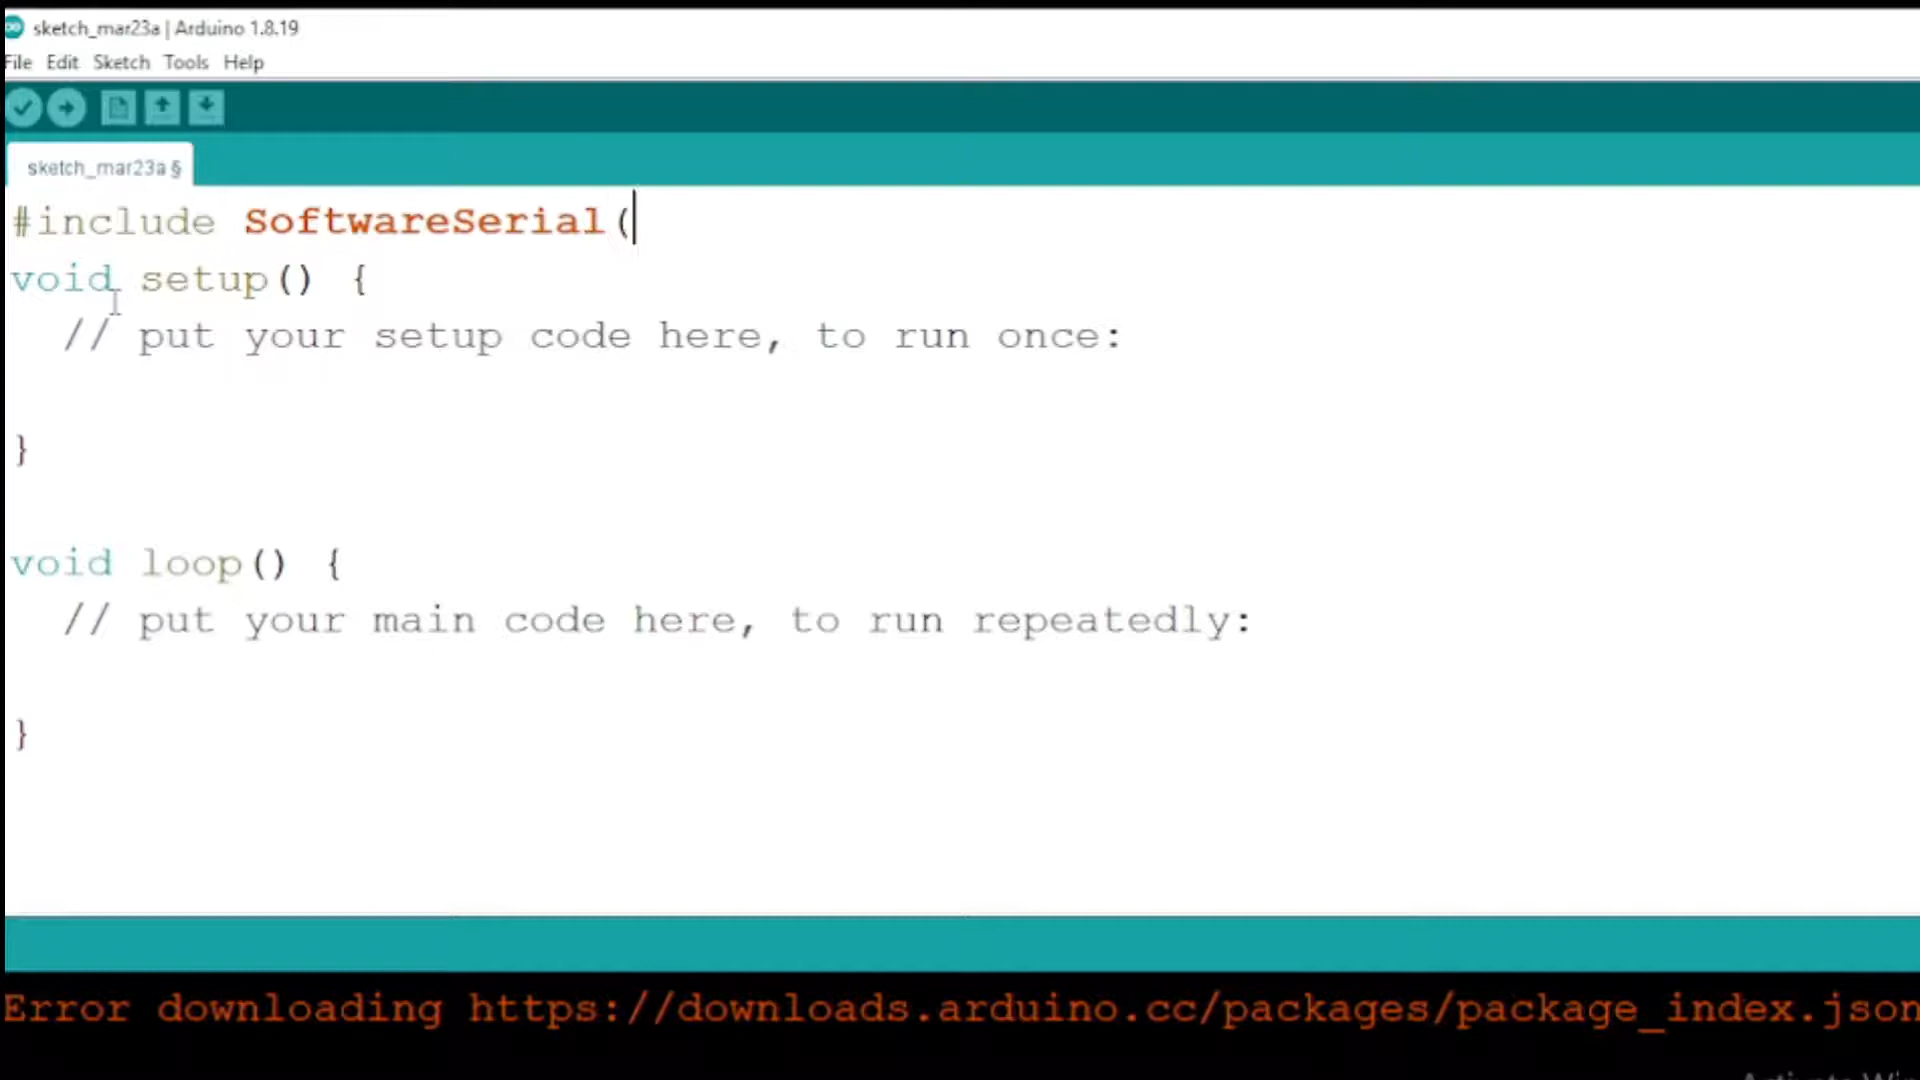 sketch_mar23a | Arduino 1.8.19
File Edit Sketch Tools Help
sketch_mar23a §
#include SoftwareSerial(
void setup() {
// put your setup code here, to run once:
}
void loop() {
// put your main code here, to run repeatedly:
}
Error downloading https://downloads.arduino.cc/packages/package_index.json